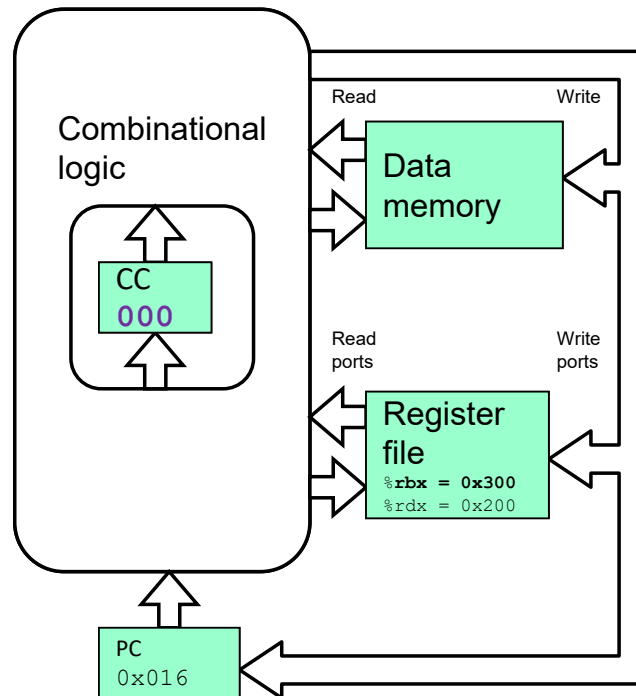 Read
Write
Combinational
logic
Data
memory
CC
000
Read
ports
Write
ports
Register
file
%rbx = 0x300
%rdx = 0x200
PC
0x016